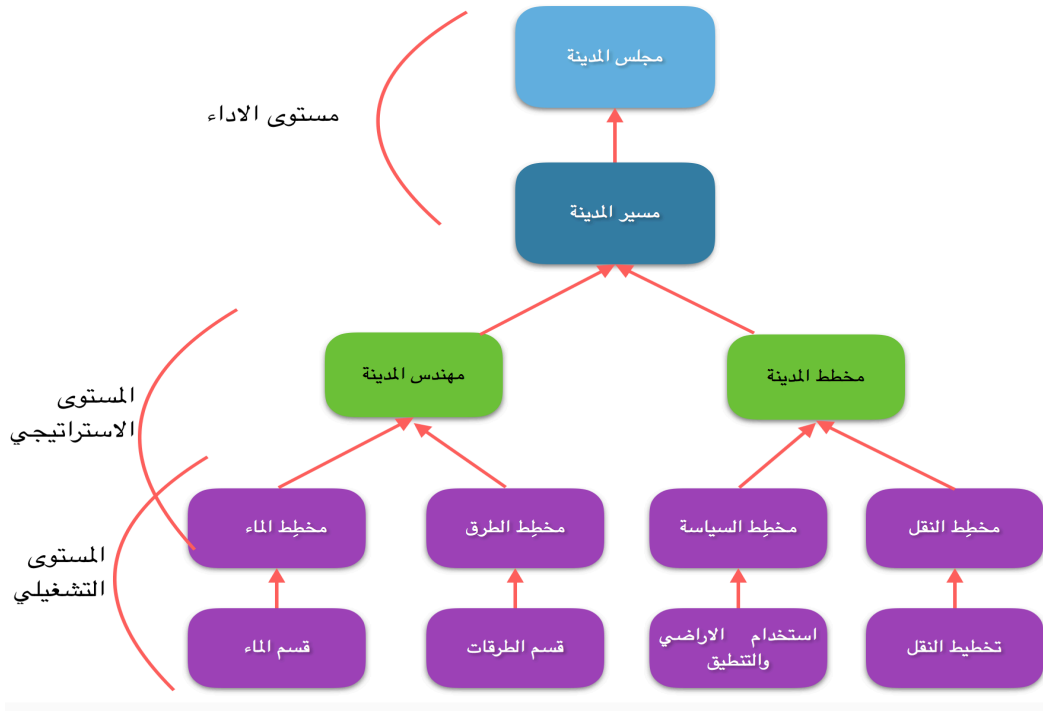 مجلس المدينة
مستوى الاداء
مسير المدينة
مخطط المدينة
مهندس المدينة
المستوى
الاستراتيجي
مخطِط النقل
مخطِط السياسة
مخطِط الطرق
مخطِط الماء
المستوى
التشغيلي
تخطيط النقل
استخدام الاراضي
والتنطيق
قسم الطرقات
قسم الماء